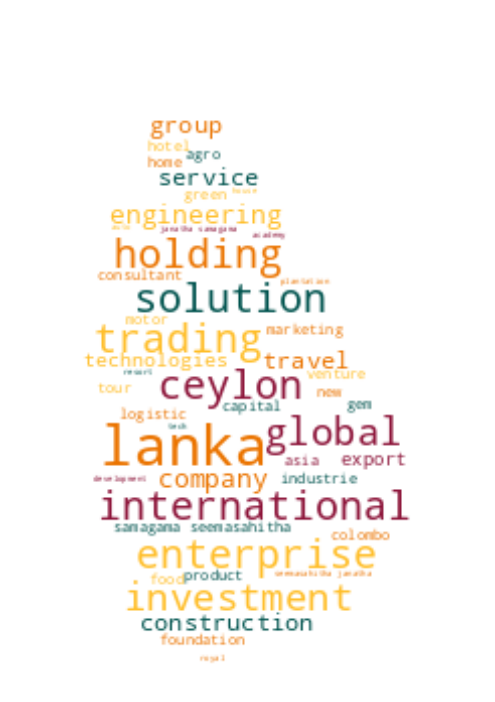 group
hotel
home agro
service
green house
engineering
auto janatha samagama
academy
holding
consultant
plantation
solution
motor
trading marketing
technologies travel
resort venture
ceylon
tour new
capital gem
logistic
tech
lanka global
asia export
development company industrie
international
samagama seemasahitha
colombo
enterprise
food product seemasahitha janatha
investment
construction
foundation
royal